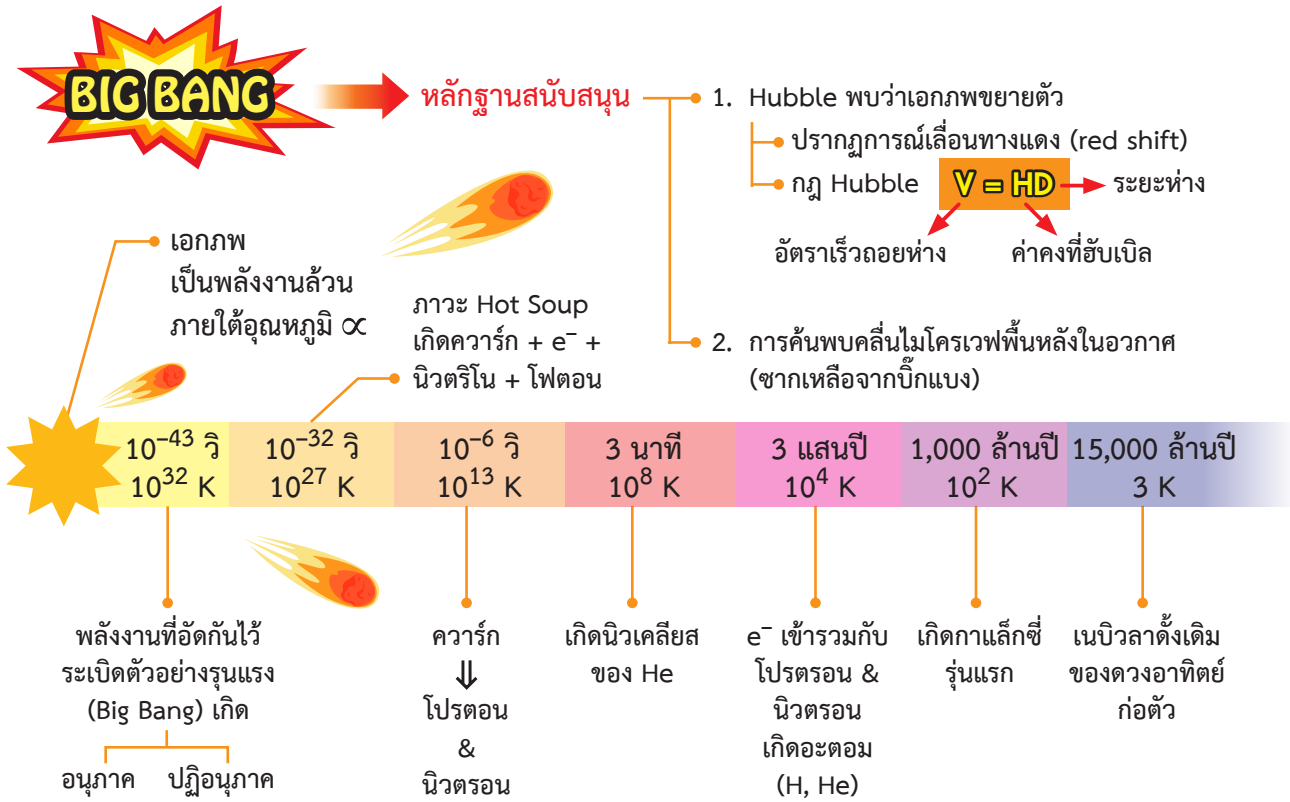 BIG BANG
หลักฐานสนับสนุน
1. Hubble พบว่าเอกภพขยายตัว
ปรากฏการณ์เลื่อนทางแดง (red shift)
กฎ Hubble V = HD ระยะห่าง
อัตราเร็วถอยห่าง ค่าคงที่ฮับเบิล
2. การค้นพบคลื่นไมโครเวฟพื้นหลังในอวกาศ
(ซากเหลือจากบิ๊กแบง)
เอกภพ
เป็นพลังงานล้วน
ภายใต้อุณหภูมิ ∝
ภาวะ Hot Soup
เกิดควาร์ก + e⁻ +
นิวตริโน + โฟตอน
10⁻⁴³ วิ
10³² K
10⁻³² วิ
10²⁷ K
10⁻⁶ วิ
10¹³ K
3 นาที
10⁸ K
3 แสนปี
10⁴ K
1,000 ล้านปี
10² K
15,000 ล้านปี
3 K
พลังงานที่อัดกันไว้
ระเบิดตัวอย่างรุนแรง
(Big Bang) เกิด
อนุภาค ปฏิอนุภาค
ควาร์ก
⇓
โปรตอน
&
นิวตรอน
เกิดนิวเคลียส
ของ He
e⁻ เข้ารวมกับ
โปรตรอน &
นิวตรอน
เกิดอะตอม
(H, He)
เกิดกาแล็กซี่
รุ่นแรก
เนบิวลาดั้งเดิม
ของดวงอาทิตย์
ก่อตัว